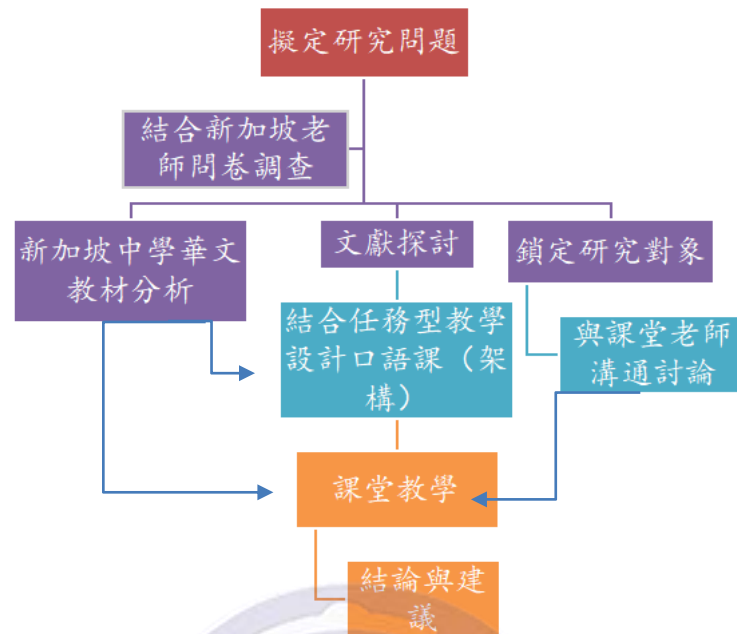 擬定研究問題
結合新加坡老
師問卷調查
新加坡中學華文
教材分析
文獻探討
鎖定研究對象
結合任務型教學
設計口語課（架
構）
與課堂老師
溝通討論
課堂教學
結論與建
議